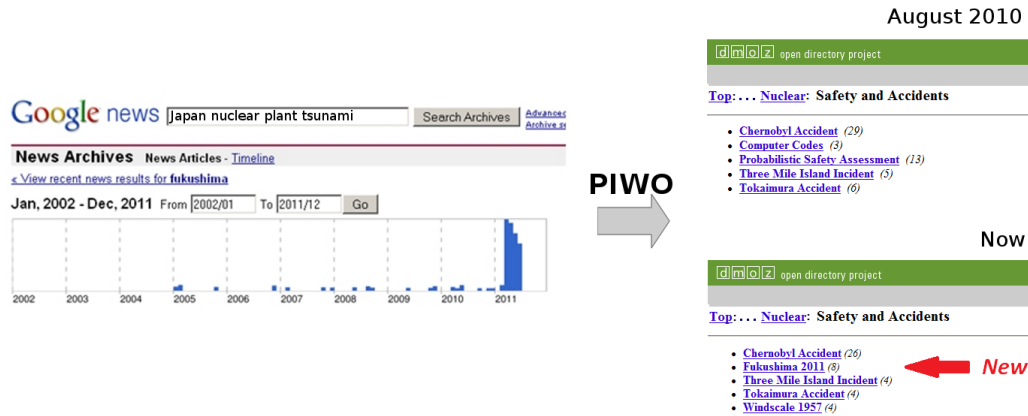 Google news Japan nuclear plant tsunami Search Archives Advanced
Archive se
News Archives News Articles - Timeline
« View recent news results for fukushima
Jan, 2002 - Dec, 2011 From 2002/01 To 2011/12 Go
2002 2003 2004 2005 2006 2007 2008 2009 2010 2011
PIWO
August 2010
dmoz open directory project
Top: . . . Nuclear: Safety and Accidents
Chernobyl Accident (29)
Computer Codes (3)
Probabilistic Safety Assessment (13)
Three Mile Island Incident (5)
Tokaimura Accident (6)
Now
dmoz open directory project
Top: . . . Nuclear: Safety and Accidents
Chernobyl Accident (26)
Fukushima 2011 (8)
New
Three Mile Island Incident (4)
Tokaimura Accident (4)
Windscale 1957 (4)